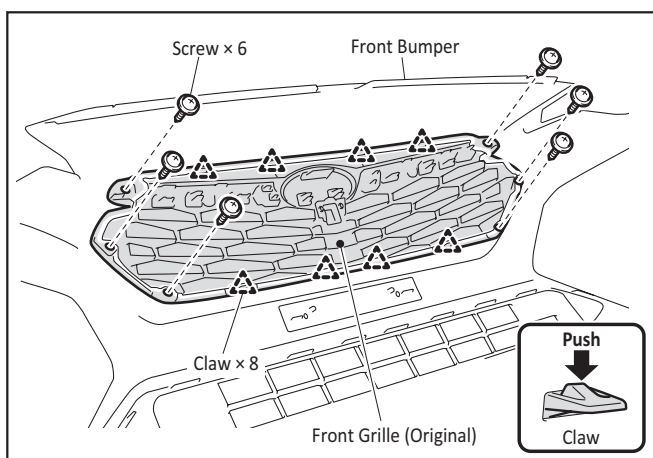 Screw × 6
Front Bumper
Claw × 8
Front Grille (Original)
Push
Claw